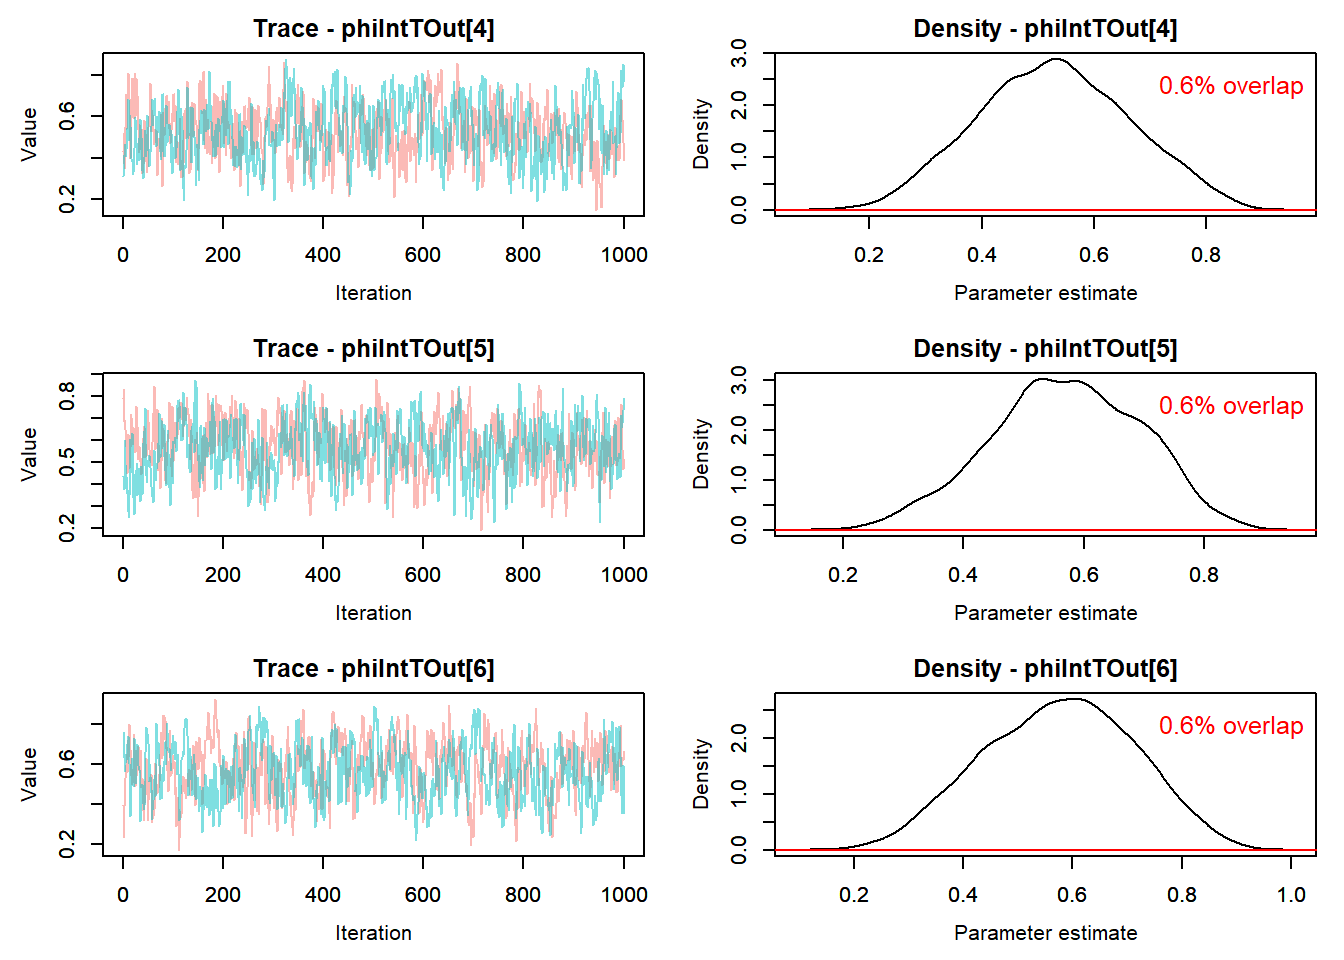 Trace - phiIntTOut[4]
Value
0.2 0.6
0 200 400 600 800 1000
Iteration
Density - phiIntTOut[4]
0.6% overlap
Density
0.0 1.0 2.0 3.0
0.2 0.4 0.6 0.8
Parameter estimate
Trace - phiIntTOut[5]
Value
0.2 0.5 0.8
0 200 400 600 800 1000
Iteration
Density - phiIntTOut[5]
0.6% overlap
Density
0.0 1.0 2.0 3.0
0.2 0.4 0.6 0.8
Parameter estimate
Trace - phiIntTOut[6]
Value
0.2 0.6
0 200 400 600 800 1000
Iteration
Density - phiIntTOut[6]
0.6% overlap
Density
0.0 1.0 2.0
0.2 0.4 0.6 0.8 1.0
Parameter estimate